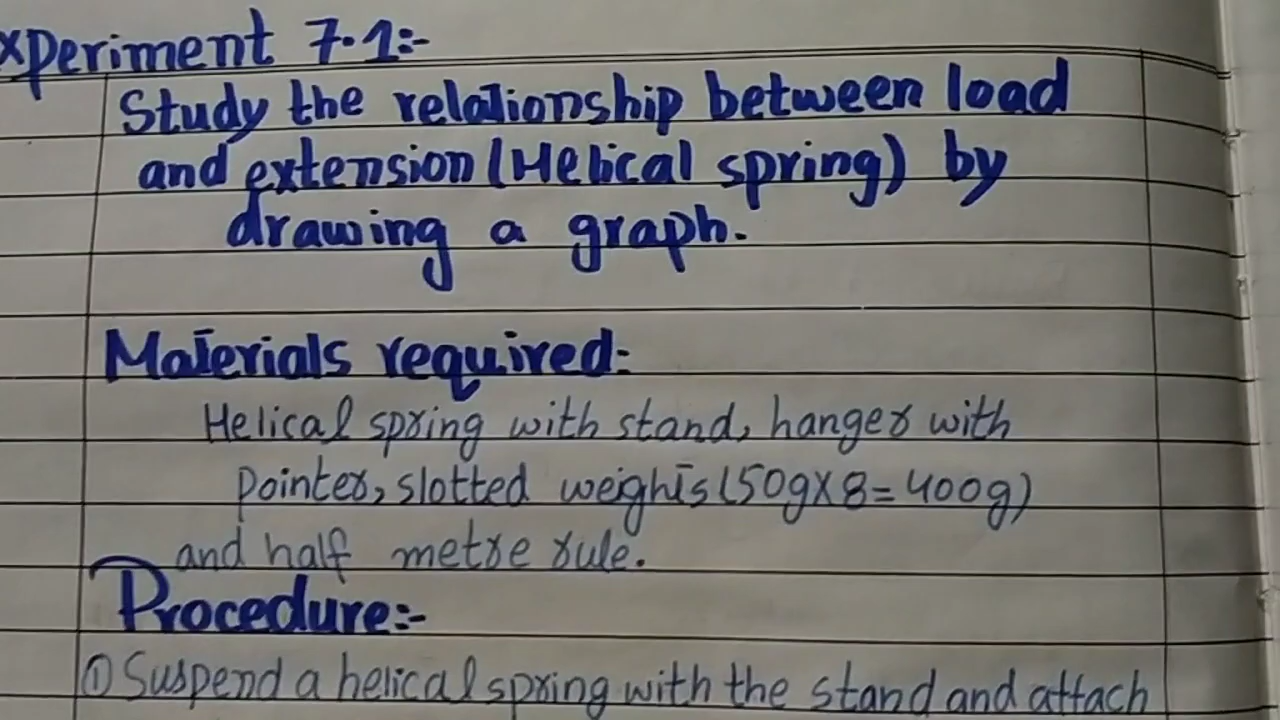 xperiment 7.1:-
Study the relationship between load
and extension (Helical spring) by
drawing a graph.
Materials required:
Helical spring with stand, hanger with
Pointer, slotted weights (50g×8=400g)
and half metre rule.
Procedure:-
① Suspend a helical spring with the stand and attach